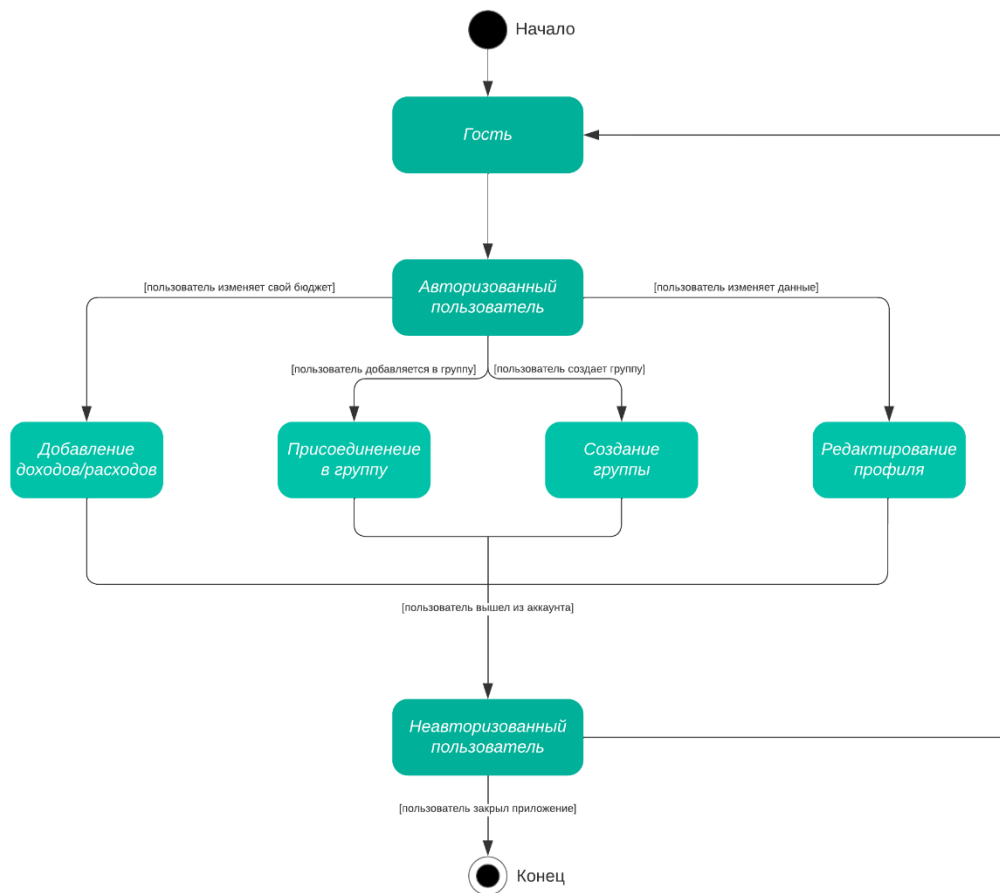 Начало
Гость
Авторизованный
пользователь
[пользователь изменяет свой бюджет]
[пользователь изменяет данные]
[пользователь добавляется в группу]
[пользователь создает группу]
Добавление
доходов/расходов
Присоединенеие
в группу
Создание
группы
Редактирование
профиля
[пользователь вышел из аккаунта]
Неавторизованный
пользователь
[пользователь закрыл приложение]
Конец